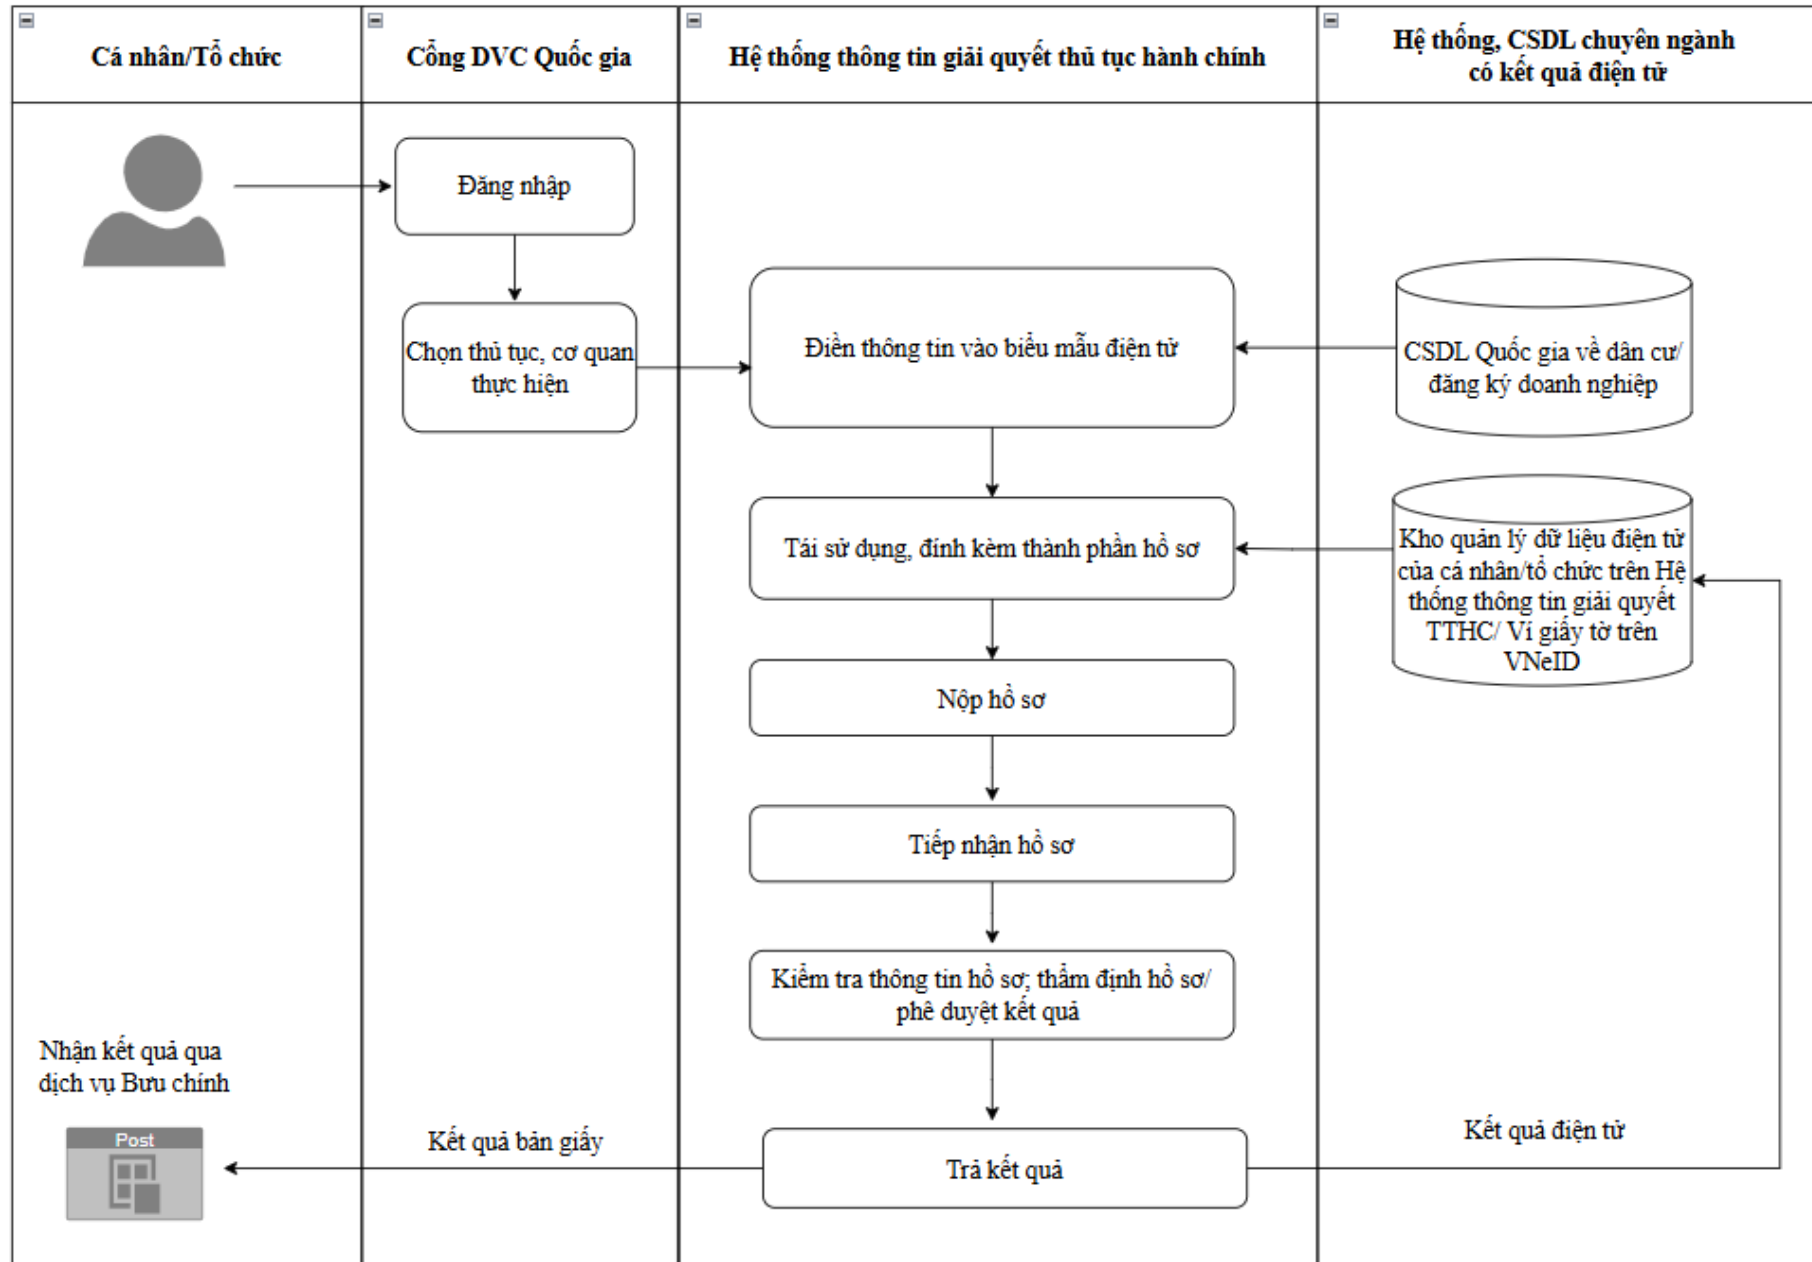 Cá nhân/Tổ chức
Cổng DVC Quốc gia
Hệ thống thông tin giải quyết thủ tục hành chính
Hệ thống, CSDL chuyên ngành
có kết quả điện tử
Đăng nhập
Chọn thủ tục, cơ quan
thực hiện
Điền thông tin vào biểu mẫu điện tử
CSDL Quốc gia về dân cư/
đăng ký doanh nghiệp
Tái sử dụng, đính kèm thành phần hồ sơ
Kho quản lý dữ liệu điện tử
của cá nhân/tổ chức trên Hệ
thống thông tin giải quyết
TTHC/ Ví giấy tờ trên
VNeID
Nộp hồ sơ
Tiếp nhận hồ sơ
Kiểm tra thông tin hồ sơ; thẩm định hồ sơ/
phê duyệt kết quả
Nhận kết quả qua
dịch vụ Bưu chính
Post
Kết quả bản giấy
Trả kết quả
Kết quả điện tử